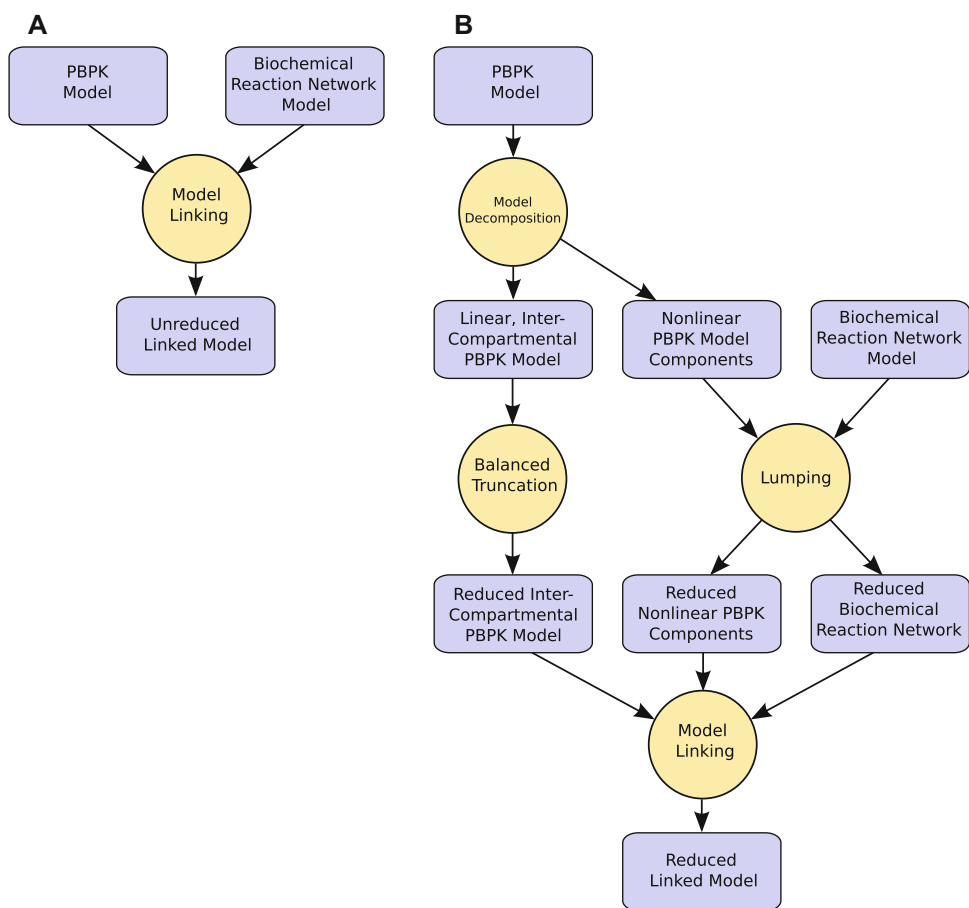 A
PBPK
Model
Biochemical
Reaction Network
Model
Model
Linking
Unreduced
Linked Model
B
PBPK
Model
Model
Decomposition
Linear, Inter-
Compartmental
PBPK Model
Nonlinear
PBPK Model
Components
Biochemical
Reaction Network
Model
Balanced
Truncation
Lumping
Reduced Inter-
Compartmental
PBPK Model
Reduced
Nonlinear PBPK
Components
Reduced
Biochemical
Reaction Network
Model
Linking
Reduced
Linked Model